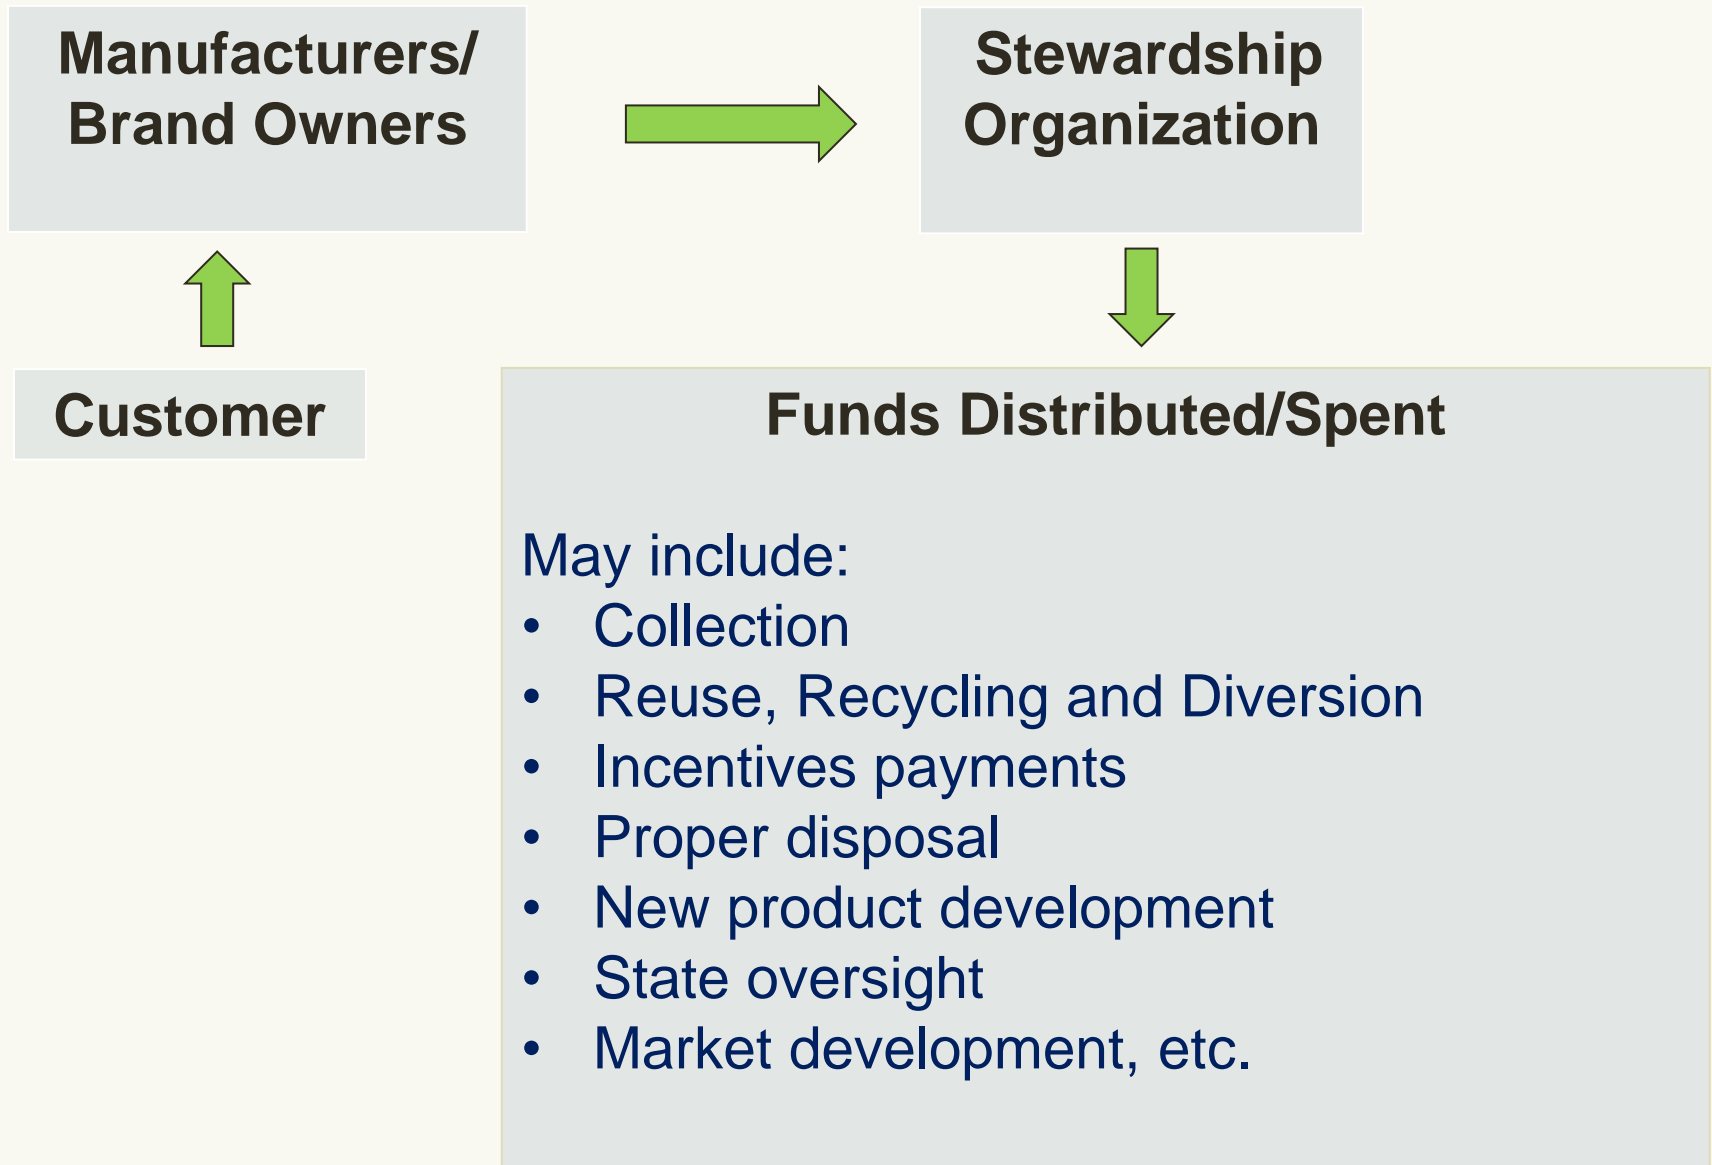 Manufacturers/
Brand Owners
Stewardship
Organization
Customer
Funds Distributed/Spent
May include:
• Collection
• Reuse, Recycling and Diversion
• Incentives payments
• Proper disposal
• New product development
• State oversight
• Market development, etc.